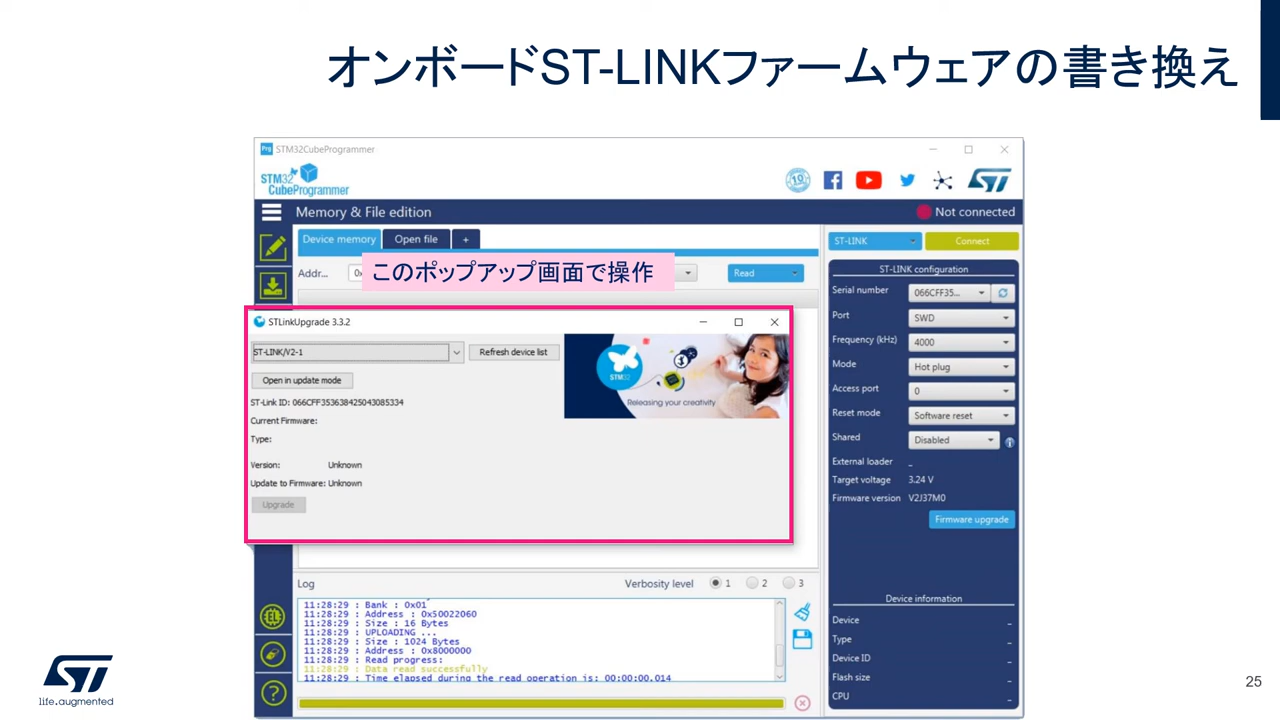 オンボードST-LINKファームウェアの書き換え
Prg STM32CubeProgrammer
STM32
CubeProgrammer
Memory & File edition
Not connected
Device memory
Open file
+
ST-LINK
Connect
Addr...
このポップアップ画面で操作
Read
ST-LINK configuration
Serial number 066CFF35...
Port SWD
Frequency (kHz) 4000
Mode Hot plug
Access port 0
Reset mode Software reset
Shared Disabled
External loader _
Target voltage 3.24 V
Firmware version V2J37M0
Firmware upgrade
STLinkUpgrade 3.3.2
ST-LINK/V2-1
Refresh device list
Open in update mode
ST-Link ID: 066CFF353638425043085334
Current Firmware:
Type:
Version: Unknown
Update to Firmware: Unknown
Upgrade
STM32
Releasing your creativity
Log
Verbosity level 1 2 3
11:28:29 : Bank : 0x01
11:28:29 : Address : 0x50022060
11:28:29 : Size : 16 Bytes
11:28:29 : UPLOADING ...
11:28:29 : Size : 1024 Bytes
11:28:29 : Address : 0x8000000
11:28:29 : Read progress:
11:28:29 : Data read successfully
11:28:29 : Time elapsed during the read operation is: 00:00:00.014
Device information
Device _
Type _
Device ID _
Flash size _
CPU _
ST
life.augmented
25